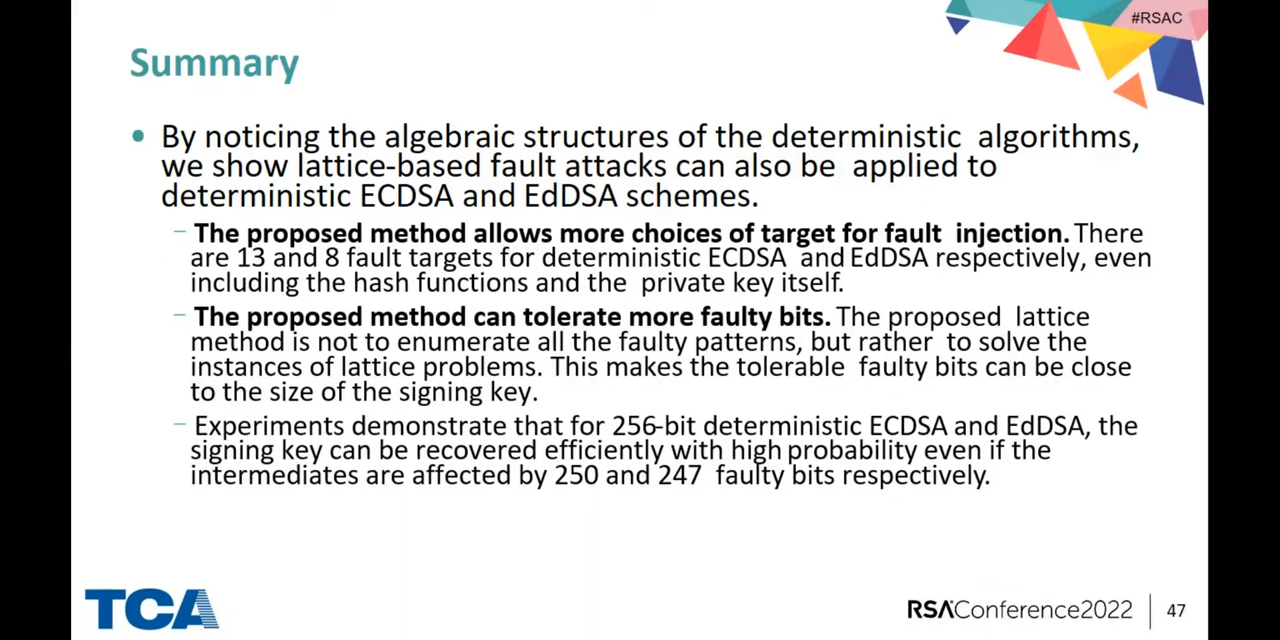 #RSAC
Summary
• By noticing the algebraic structures of the deterministic algorithms,
we show lattice-based fault attacks can also be applied to
deterministic ECDSA and EdDSA schemes.
– The proposed method allows more choices of target for fault injection. There
are 13 and 8 fault targets for deterministic ECDSA and EdDSA respectively, even
including the hash functions and the private key itself.
– The proposed method can tolerate more faulty bits. The proposed lattice
method is not to enumerate all the faulty patterns, but rather to solve the
instances of lattice problems. This makes the tolerable faulty bits can be close
to the size of the signing key.
– Experiments demonstrate that for 256-bit deterministic ECDSA and EdDSA, the
signing key can be recovered efficiently with high probability even if the
intermediates are affected by 250 and 247 faulty bits respectively.
TCA
RSAConference2022
47